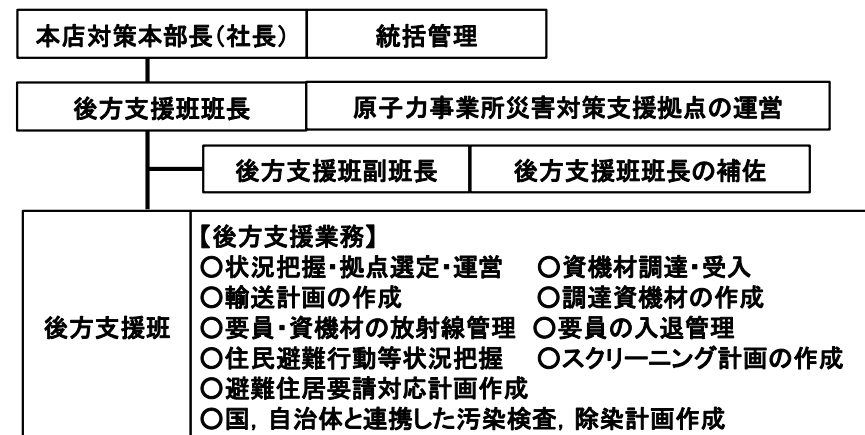 本店対策本部長（社長） 統括管理
後方支援班班長 原子力事業所災害対策支援拠点の運営
後方支援班副班長 後方支援班班長の補佐
後方支援班
【後方支援業務】
○状況把握・拠点選定・運営 ○資機材調達・受入
○輸送計画の作成 ○調達資機材の作成
○要員・資機材の放射線管理 ○要員の入退管理
○住民避難行動等状況把握 ○スクリーニング計画の作成
○避難住居要請対応計画作成
○国，自治体と連携した汚染検査，除染計画作成